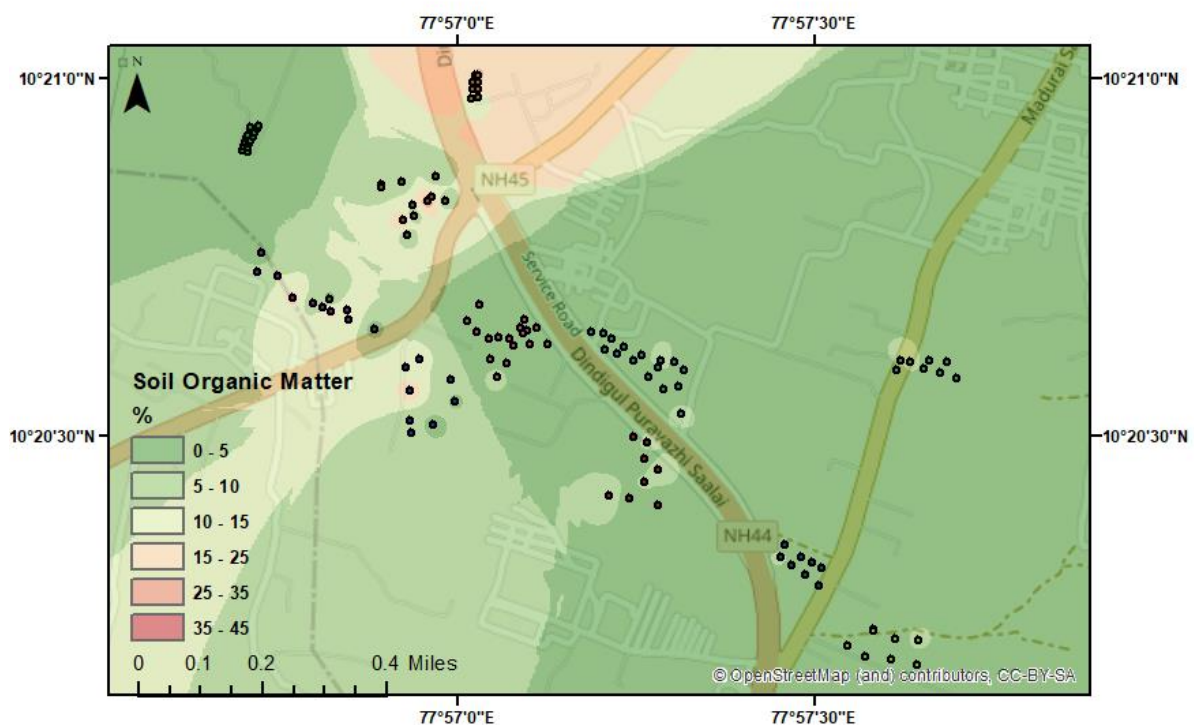 77°57'0"E
77°57'30"E
10°21'0"N
10°21'0"N
N
Di
Madurai Sa
NH45
Service Road
Dindigul Puravazhi Saalai
10°20'30"N
10°20'30"N
NH44
Soil Organic Matter
%
0 - 5
5 - 10
10 - 15
15 - 25
25 - 35
35 - 45
0 0.1 0.2 0.4 Miles
© OpenStreetMap (and) contributors, CC-BY-SA
77°57'0"E
77°57'30"E